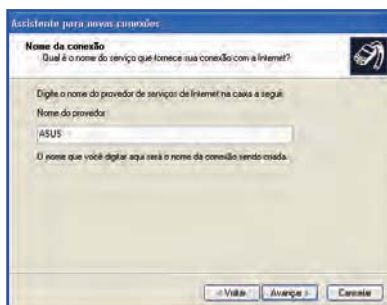 Assistente para novas conexões
Nome da conexão
Qual é o nome do serviço que fornece sua conexão com a Internet?
Digite o nome do provedor de serviços de Internet na caixa a seguir.
Nome do provedor
ASUS
O nome que você digitar aqui será o nome da conexão sendo criada.
< Voltar
Avançar >
Cancelar